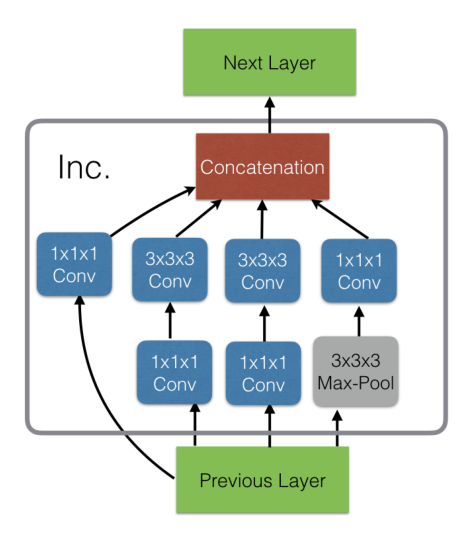 Next Layer
Inc.
Concatenation
1x1x1
Conv
3x3x3
Conv
3x3x3
Conv
1x1x1
Conv
1x1x1
Conv
1x1x1
Conv
3x3x3
Max-Pool
Previous Layer